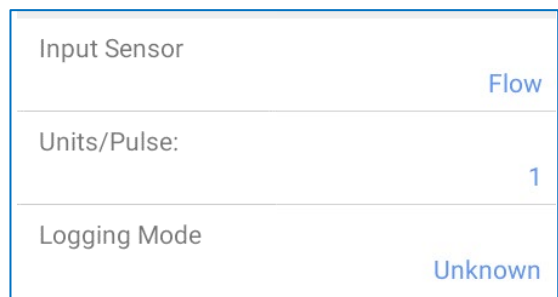 Input Sensor
Flow
Units/Pulse:
1
Logging Mode
Unknown